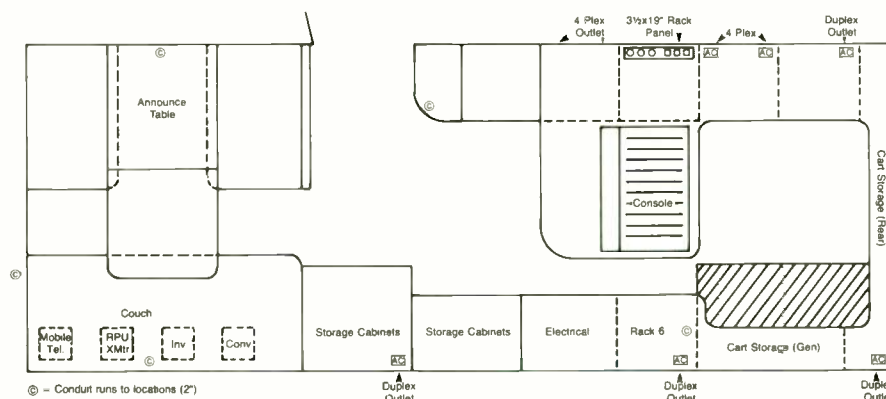 4 Plex
Outlet
3½x19" Rack
Panel
4 Plex
Duplex
Outlet
AC
AC
AC
©
Announce
Table
©
Console
Cart Storage (Rear)
©
Couch
Mobile
Tel.
RPU
XMtr
Inv
Conv
©
Storage Cabinets
AC
Storage Cabinets
Electrical
Rack 6
©
AC
Cart Storage (Gen)
AC
© = Conduit runs to locations (2")
Duplex
Outlet
Duplex
Outlet
Duplex
Outlet